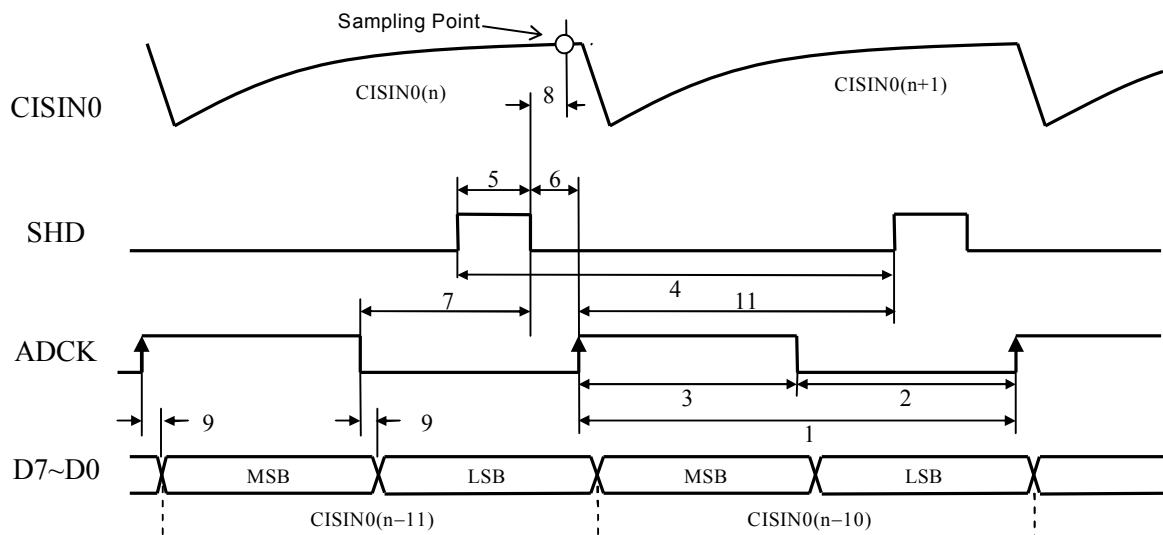 Sampling Point
CISIN0
CISIN0(n)
8
CISIN0(n+1)
SHD
5
6
4
7
11
ADCK
3
2
1
9
9
D7~D0
MSB
LSB
MSB
LSB
CISIN0(n−11)
CISIN0(n−10)